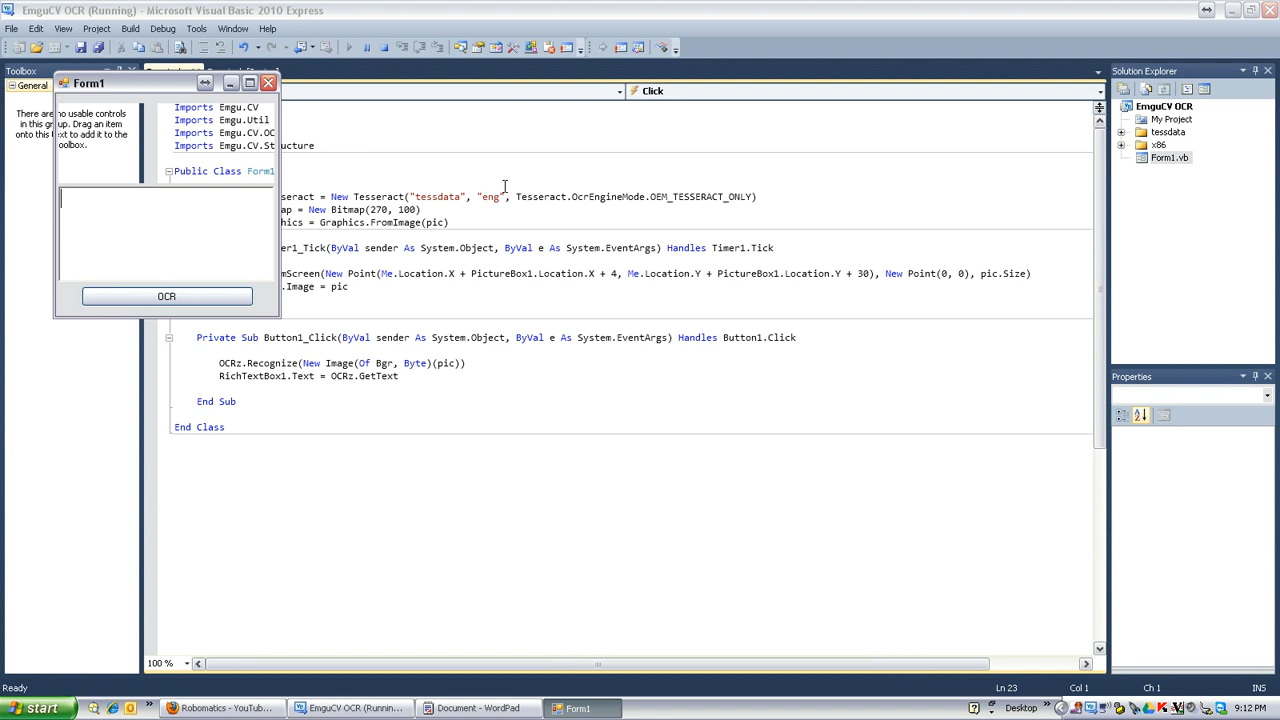 EmguCV OCR (Running) - Microsoft Visual Basic 2010 Express
File Edit View Project Build Debug Data Tools Window Help
Toolbox
General
There are no usable controls
in this group. Drag an item
onto this text to add it to the
toolbox.
Form1
OCR
Click
Imports Emgu.CV
Imports Emgu.Util
Imports Emgu.CV.OC
Imports Emgu.CV.Structure
Public Class Form1
sseract = New Tesseract("tessdata", "eng", Tesseract.OcrEngineMode.OEM_TESSERACT_ONLY)
ap = New Bitmap(270, 100)
hics = Graphics.FromImage(pic)
mer1_Tick(ByVal sender As System.Object, ByVal e As System.EventArgs) Handles Timer1.Tick
mScreen(New Point(Me.Location.X + PictureBox1.Location.X + 4, Me.Location.Y + PictureBox1.Location.Y + 30), New Point(0, 0), pic.Size)
.Image = pic
Private Sub Button1_Click(ByVal sender As System.Object, ByVal e As System.EventArgs) Handles Button1.Click
OCRz.Recognize(New Image(Of Bgr, Byte)(pic))
RichTextBox1.Text = OCRz.GetText
End Sub
End Class
100 %
Solution Explorer
EmguCV OCR
My Project
tessdata
x86
Form1.vb
Properties
Ready
Ln 23 Col 1 Ch 1 INS
start
Robomatics - YouTub...
EmguCV OCR (Runnin...
Document - WordPad
Form1
Desktop
9:12 PM